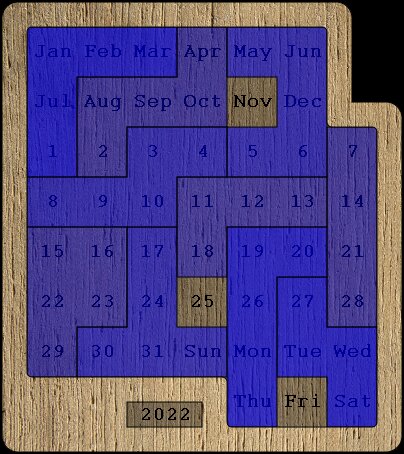 Jan Feb Mar Apr May Jun
Jul Aug Sep Oct Nov Dec
1 2 3 4 5 6 7
8 9 10 11 12 13 14
15 16 17 18 19 20 21
22 23 24 25 26 27 28
29 30 31 Sun Mon Tue Wed
Thu Fri Sat
2022